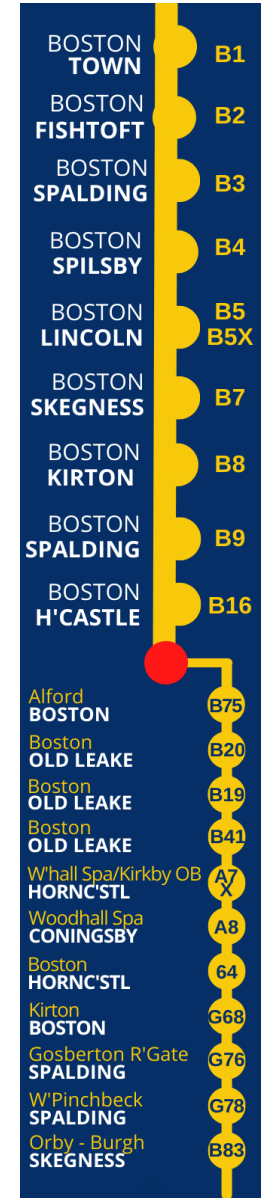 BOSTON
TOWN
B1
BOSTON
FISHTOFT
B2
BOSTON
SPALDING
B3
BOSTON
SPILSBY
B4
BOSTON
LINCOLN
B5
B5X
BOSTON
SKEGNESS
B7
BOSTON
KIRTON
B8
BOSTON
SPALDING
B9
BOSTON
H'CASTLE
B16
Alford
BOSTON
B75
Boston
OLD LEAKE
B20
Boston
OLD LEAKE
B19
Boston
OLD LEAKE
B41
W'hall Spa/Kirkby OB
HORNC'STL
A7
X
Woodhall Spa
CONINGSBY
A8
Boston
HORNC'STL
64
Kirton
BOSTON
G68
Gosberton R'Gate
SPALDING
G76
W'Pinchbeck
SPALDING
G78
Orby - Burgh
SKEGNESS
B83